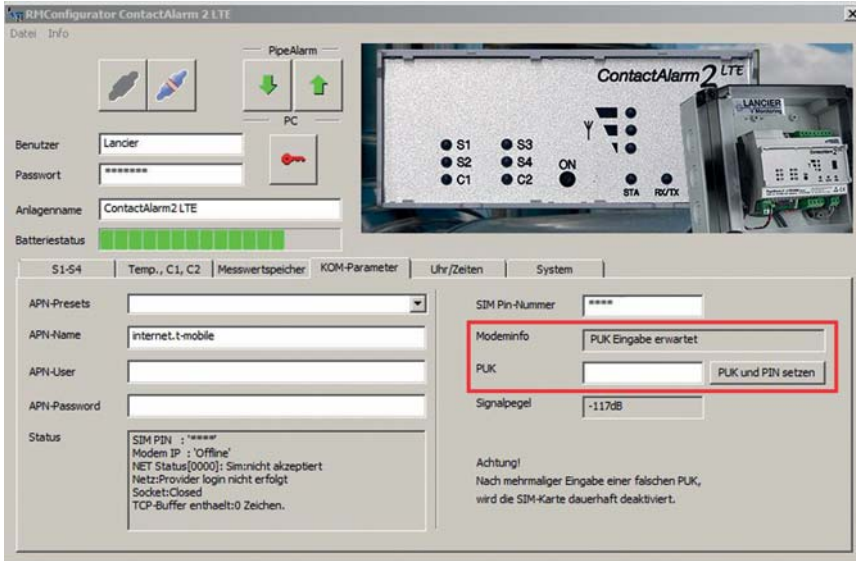 RMConfigurator ContactAlarm 2 LTE
Datei Info
PipeAlarm
PC
Benutzer Lancier
Passwort *******
Anlagenname ContactAlarm2 LTE
Batteriestatus
ContactAlarm 2 LTE
S1 S3
S2 S4
C1 C2
ON
STA RX/TX
LANCIER
Monitoring
S1-S4 Temp., C1, C2 Messwertspeicher KOM-Parameter Uhr/Zeiten System
APN-Presets
APN-Name internet.t-mobile
APN-User
APN-Password
Status
SIM PIN : '****'
Modem IP : 'Offline'
NET Status[0000]: Sim:nicht akzeptiert
Netz:Provider login nicht erfolgt
Socket:Closed
TCP-Buffer enthaelt:0 Zeichen.
SIM Pin-Nummer ****
Modeminfo PUK Eingabe erwartet
PUK PUK und PIN setzen
Signalpegel -117dB
Achtung!
Nach mehrmaliger Eingabe einer falschen PUK,
wird die SIM-Karte dauerhaft deaktiviert.